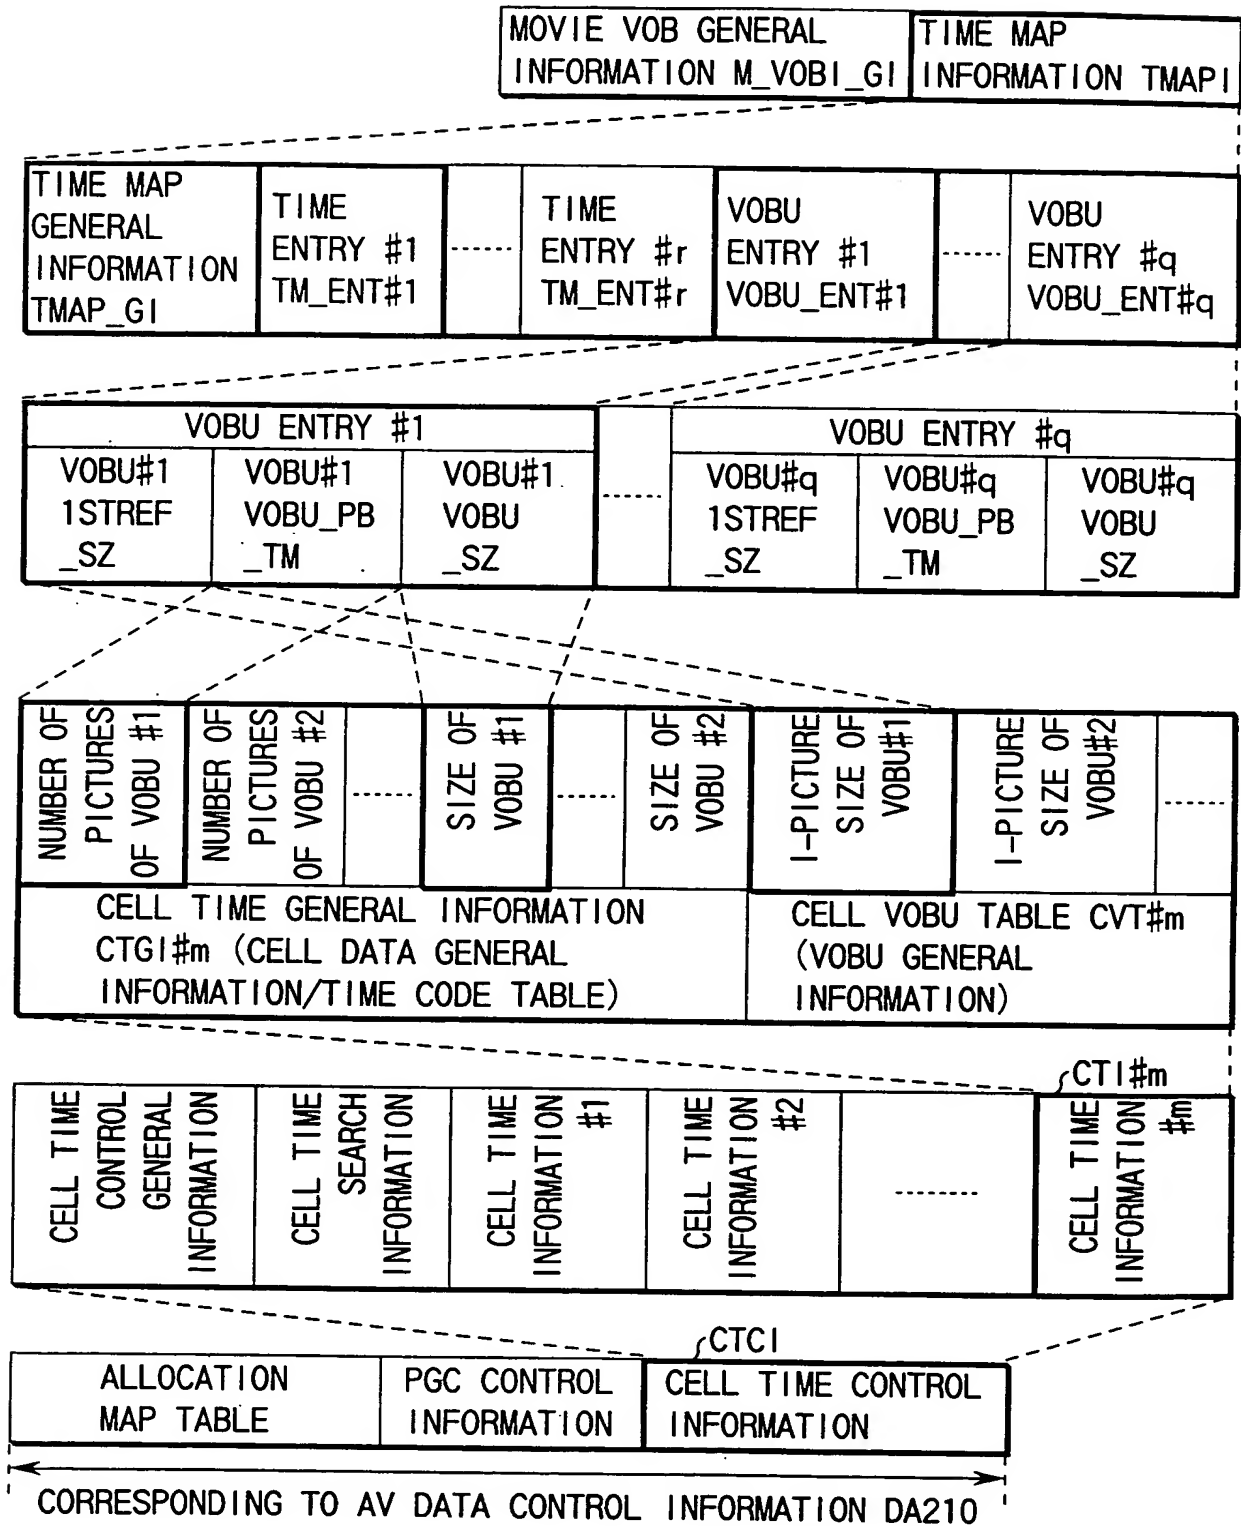 MOVIE VOB GENERAL
INFORMATION M_VOBI_GI
TIME MAP
INFORMATION TMAPI
TIME MAP
GENERAL
INFORMATION
TMAP_GI
TIME
ENTRY #1
TM_ENT#1
TIME
ENTRY #r
TM_ENT#r
VOBU
ENTRY #1
VOBU_ENT#1
VOBU
ENTRY #q
VOBU_ENT#q
VOBU ENTRY #1
VOBU#1
1STREF
_SZ
VOBU#1
VOBU_PB
_TM
VOBU#1
VOBU
_SZ
VOBU ENTRY #q
VOBU#q
1STREF
_SZ
VOBU#q
VOBU_PB
_TM
VOBU#q
VOBU
_SZ
NUMBER OF
PICTURES
OF VOBU #1
NUMBER OF
PICTURES
OF VOBU #2
SIZE OF
VOBU #1
SIZE OF
VOBU #2
I-PICTURE
SIZE OF
VOBU#1
I-PICTURE
SIZE OF
VOBU#2
CELL TIME GENERAL INFORMATION
CTGI#m (CELL DATA GENERAL
INFORMATION/TIME CODE TABLE)
CELL VOBU TABLE CVT#m
(VOBU GENERAL
INFORMATION)
CTI#m
CELL TIME
CONTROL
GENERAL
INFORMATION
CELL TIME
SEARCH
INFORMATION
CELL TIME
INFORMATION
#1
CELL TIME
INFORMATION
#2
CELL TIME
INFORMATION
#m
CTCI
ALLOCATION
MAP TABLE
PGC CONTROL
INFORMATION
CELL TIME CONTROL
INFORMATION
CORRESPONDING TO AV DATA CONTROL INFORMATION DA210